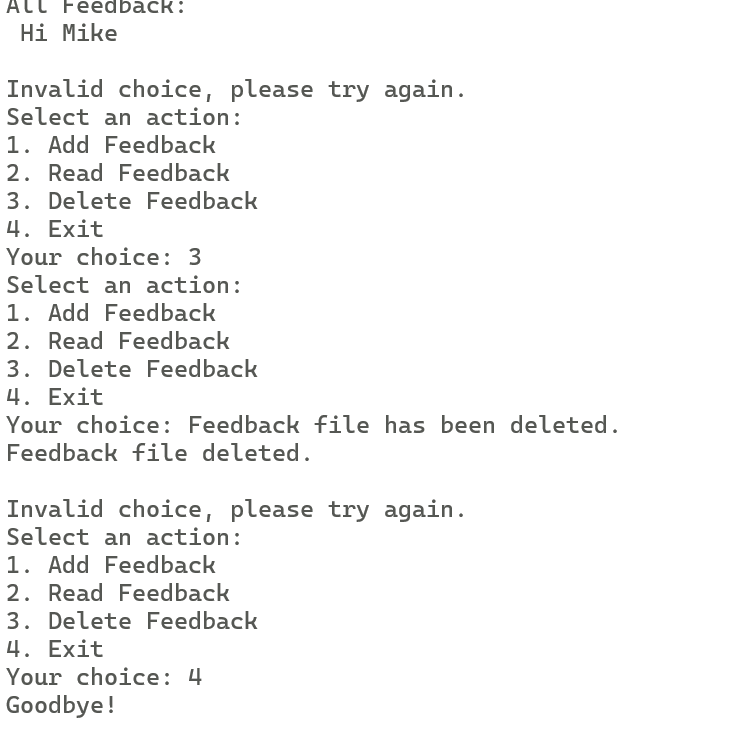 All Feedback:
Hi Mike
Invalid choice, please try again.
Select an action:
1. Add Feedback
2. Read Feedback
3. Delete Feedback
4. Exit
Your choice: 3
Select an action:
1. Add Feedback
2. Read Feedback
3. Delete Feedback
4. Exit
Your choice: Feedback file has been deleted.
Feedback file deleted.
Invalid choice, please try again.
Select an action:
1. Add Feedback
2. Read Feedback
3. Delete Feedback
4. Exit
Your choice: 4
Goodbye!